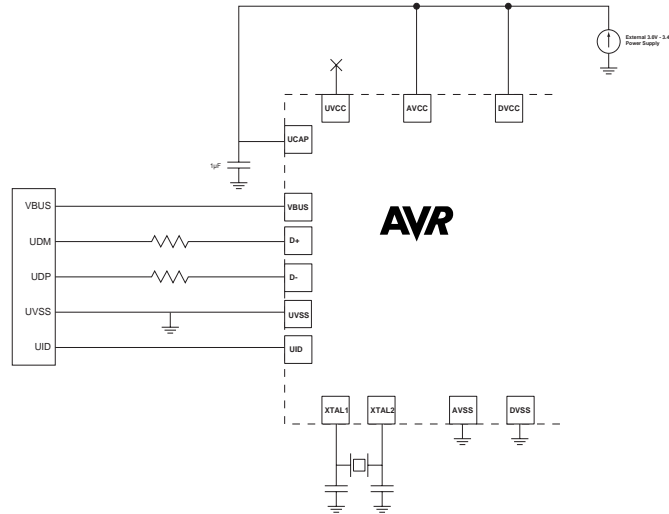 External 3.0V - 3.4
Power Supply
UVCC
AVCC
DVCC
UCAP
1µF
VBUS
VBUS
UDM
D+
UDP
D-
UVSS
UVSS
UID
UID
AVR
XTAL1
XTAL2
AVSS
DVSS